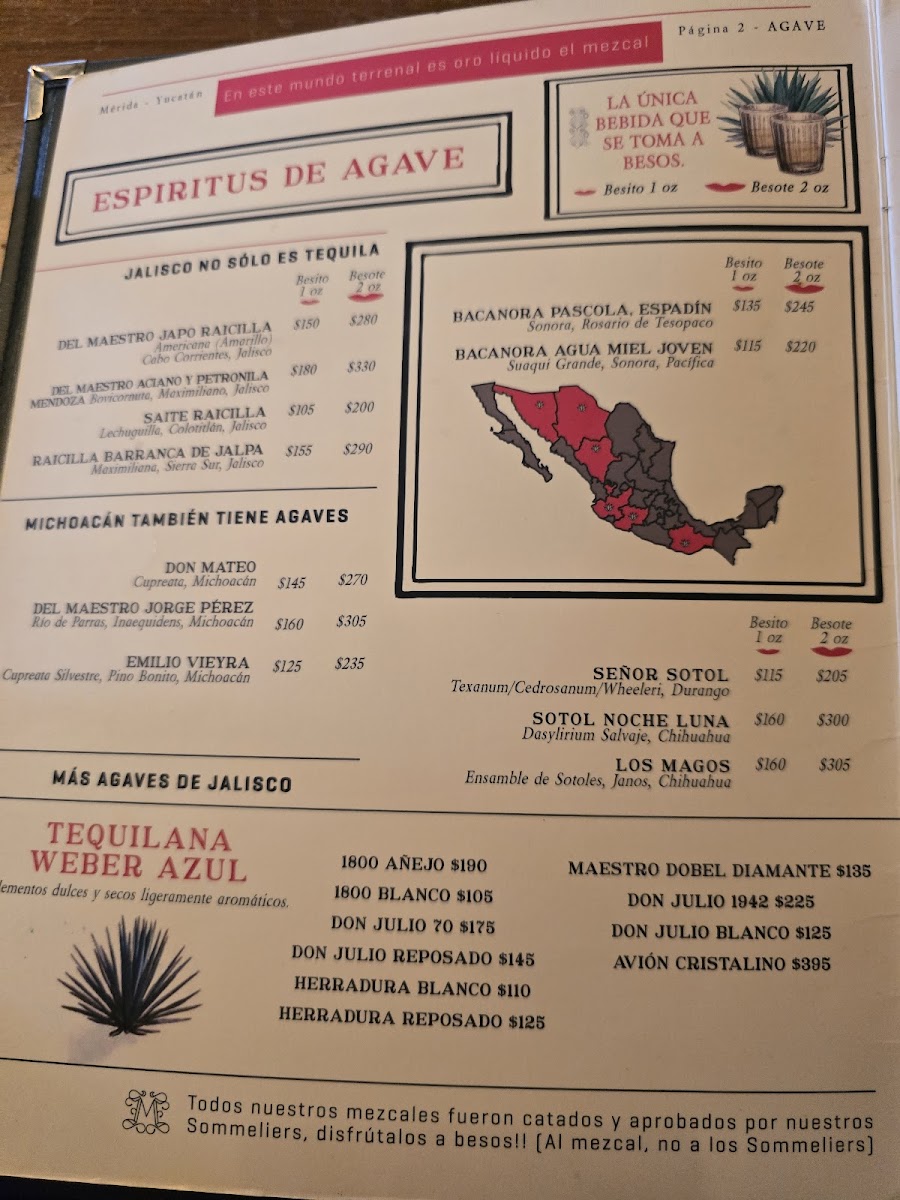 Página 2 - AGAVE
Mérida - Yucatán
En este mundo terrenal es oro líquido el mezcal
LA ÚNICA
BEBIDA QUE
SE TOMA A
BESOS.
Besito 1 oz
Besote 2 oz
ESPIRITUS DE AGAVE
JALISCO NO SÓLO ES TEQUILA
Besito Besote
1 oz 2 oz
DEL MAESTRO JAPO RAICILLA $150 $280
Americana (Amarillo)
Cabo Corrientes, Jalisco
DEL MAESTRO ACIANO Y PETRONILA $180 $330
MENDOZA Bovicornuta, Maximiliano, Jalisco
SAITE RAICILLA $105 $200
Lechuguilla, Colotitlán, Jalisco
RAICILLA BARRANCA DE JALPA $155 $290
Maximiliana, Sierra Sur, Jalisco
MICHOACÁN TAMBIÉN TIENE AGAVES
DON MATEO
Cupreata, Michoacán $145 $270
DEL MAESTRO JORGE PÉREZ
Río de Parras, Inaequidens, Michoacán $160 $305
EMILIO VIEYRA $125 $235
Cupreata Silvestre, Pino Bonito, Michoacán
Besito Besote
1 oz 2 oz
BACANORA PASCOLA, ESPADÍN $135 $245
Sonora, Rosario de Tesopaco
BACANORA AGUA MIEL JOVEN $115 $220
Suaqui Grande, Sonora, Pacífica
Besito Besote
1 oz 2 oz
SEÑOR SOTOL $115 $205
Texanum/Cedrosanum/Wheeleri, Durango
SOTOL NOCHE LUNA $160 $300
Dasylirium Salvaje, Chihuahua
LOS MAGOS $160 $305
Ensamble de Sotoles, Janos, Chihuahua
MÁS AGAVES DE JALISCO
TEQUILANA
WEBER AZUL
dulces y secos ligeramente aromáticos.
1800 AÑEJO $190
1800 BLANCO $105
DON JULIO 70 $175
DON JULIO REPOSADO $145
HERRADURA BLANCO $110
HERRADURA REPOSADO $125
MAESTRO DOBEL DIAMANTE $135
DON JULIO 1942 $225
DON JULIO BLANCO $125
AVIÓN CRISTALINO $395
M
Todos nuestros mezcales fueron catados y aprobados por nuestros
Sommeliers, disfrútalos a besos!! (Al mezcal, no a los Sommeliers)